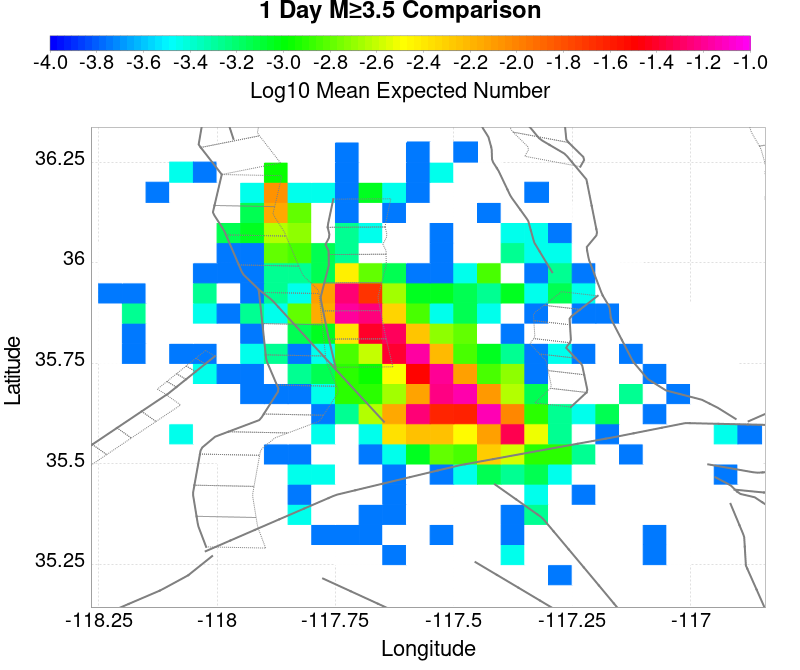 1 Day M≥3.5 Comparison
-4.0 -3.8 -3.6 -3.4 -3.2 -3.0 -2.8 -2.6 -2.4 -2.2 -2.0 -1.8 -1.6 -1.4 -1.2 -1.0
Log10 Mean Expected Number
36.25
36
35.75
35.5
35.25
Latitude
-118.25 -118 -117.75 -117.5 -117.25 -117
Longitude